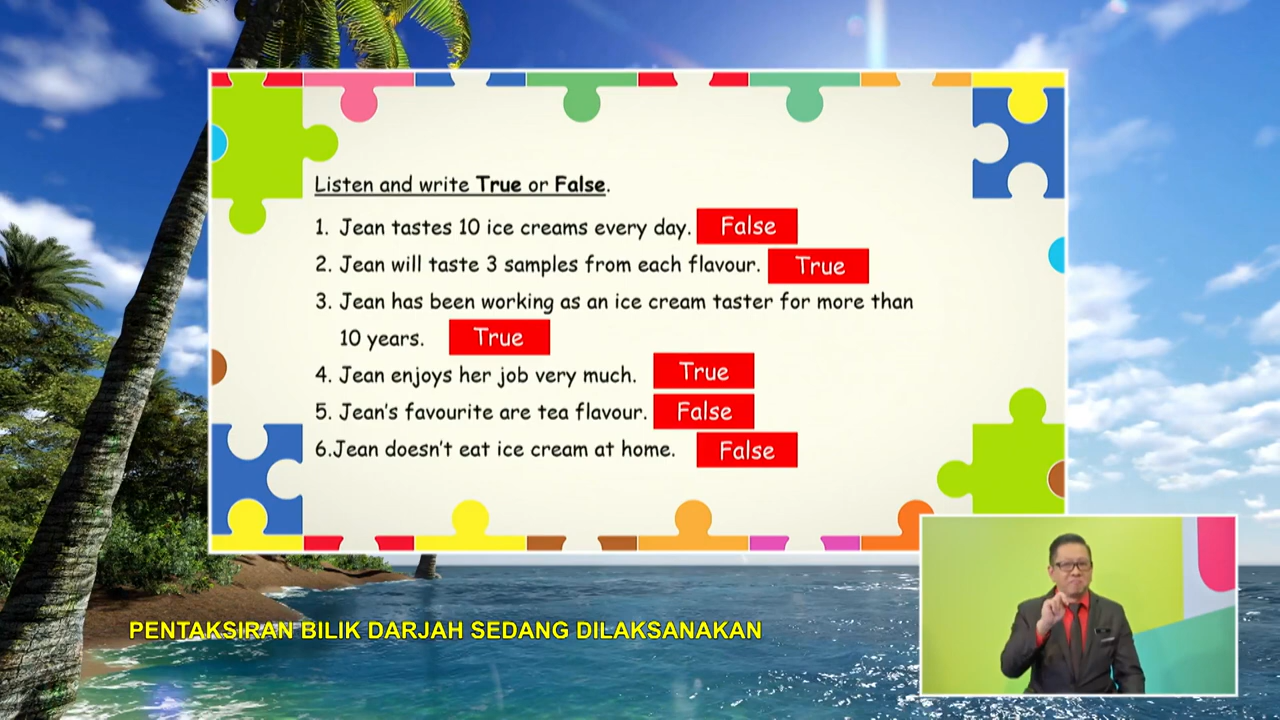 Listen and write True or False.
1. Jean tastes 10 ice creams every day. False
2. Jean will taste 3 samples from each flavour. True
3. Jean has been working as an ice cream taster for more than
10 years. True
4. Jean enjoys her job very much. True
5. Jean's favourite are tea flavour. False
6.Jean doesn't eat ice cream at home. False
PENTAKSIRAN BILIK DARJAH SEDANG DILAKSANAKAN